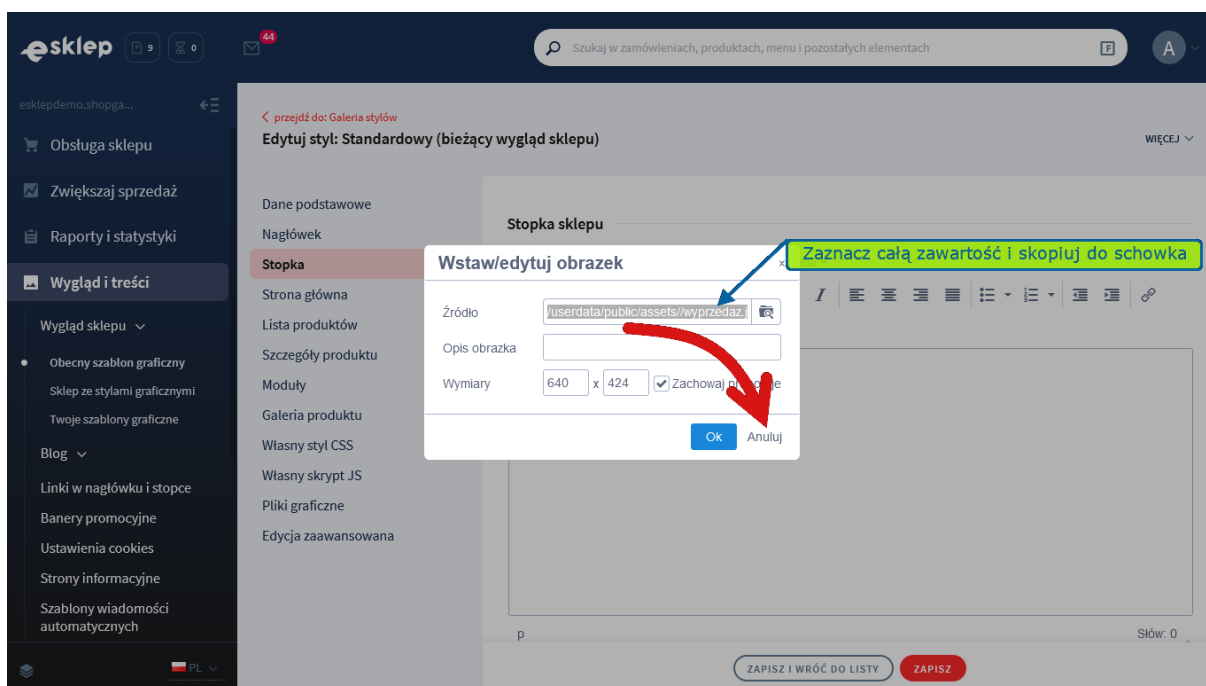 esklep
9
0
44
Szukaj w zamówieniach, produktach, menu i pozostałych elementach
F
A
esklepdemo.shopga...
Obsługa sklepu
Zwiększaj sprzedaż
Raporty i statystyki
Wygląd i treści
Wygląd sklepu
Obecny szablon graficzny
Sklep ze stylami graficznymi
Twoje szablony graficzne
Blog
Linki w nagłówku i stopce
Banery promocyjne
Ustawienia cookies
Strony informacyjne
Szablony wiadomości
automatycznych
PL
przejdź do: Galeria stylów
Edytuj styl: Standardowy (bieżący wygląd sklepu)
WIĘCEJ
Dane podstawowe
Nagłówek
Stopka
Strona główna
Lista produktów
Szczegóły produktu
Moduły
Galeria produktu
Własny styl CSS
Własny skrypt JS
Pliki graficzne
Edycja zaawansowana
Stopka sklepu
Zaznacz całą zawartość i skopiuj do schowka
Wstaw/edytuj obrazek
×
Źródło
/userdata/public/assets//wyprzedaz.
Opis obrazka
Wymiary
640 x 424
Zachowaj
Ok
Anuluj
I
p
Słów: 0
ZAPISZ I WRÓĆ DO LISTY
ZAPISZ